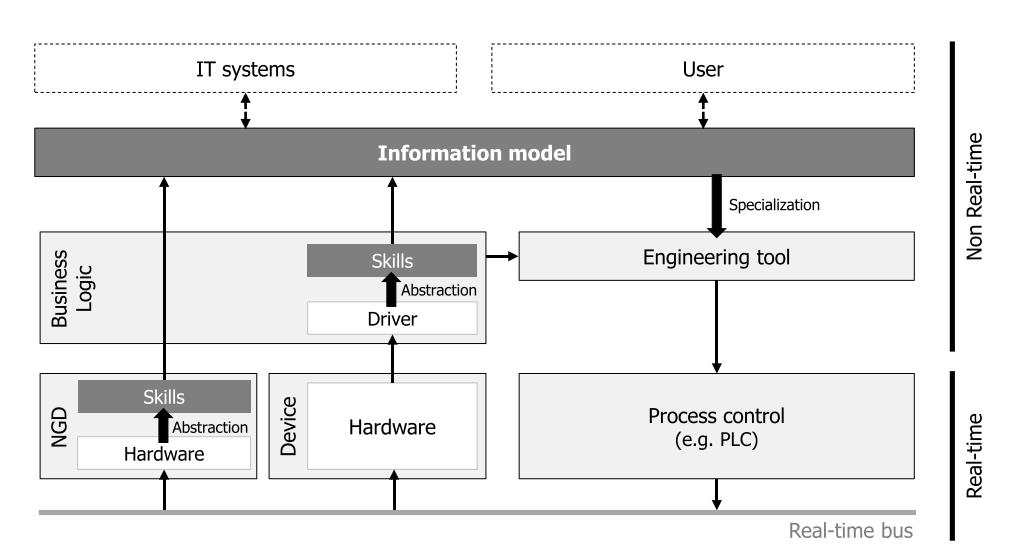 IT systems
User
Information model
Specialization
Non Real-time
Business
Logic
Skills
Abstraction
Driver
Engineering tool
NGD
Skills
Abstraction
Hardware
Device
Hardware
Process control
(e.g. PLC)
Real-time
Real-time bus